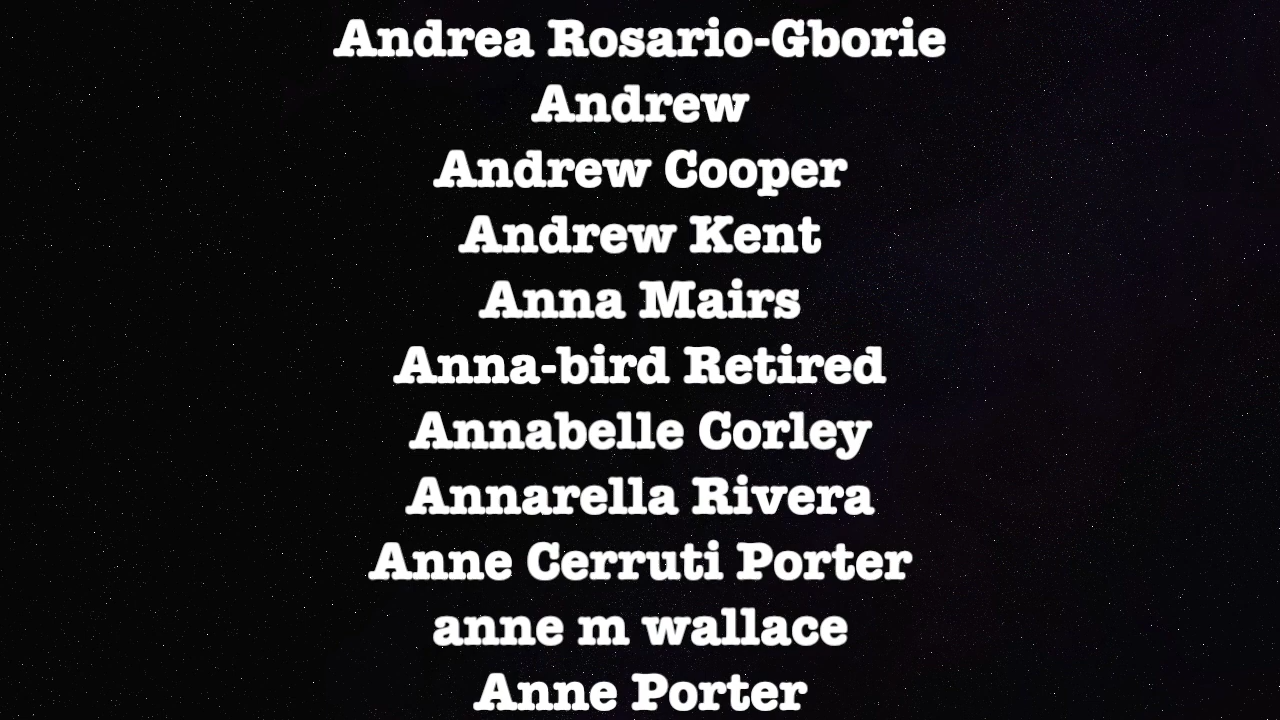 Andrea Rosario-Gborie
Andrew
Andrew Cooper
Andrew Kent
Anna Mairs
Anna-bird Retired
Annabelle Corley
Annarella Rivera
Anne Cerruti Porter
anne m wallace
Anne Porter